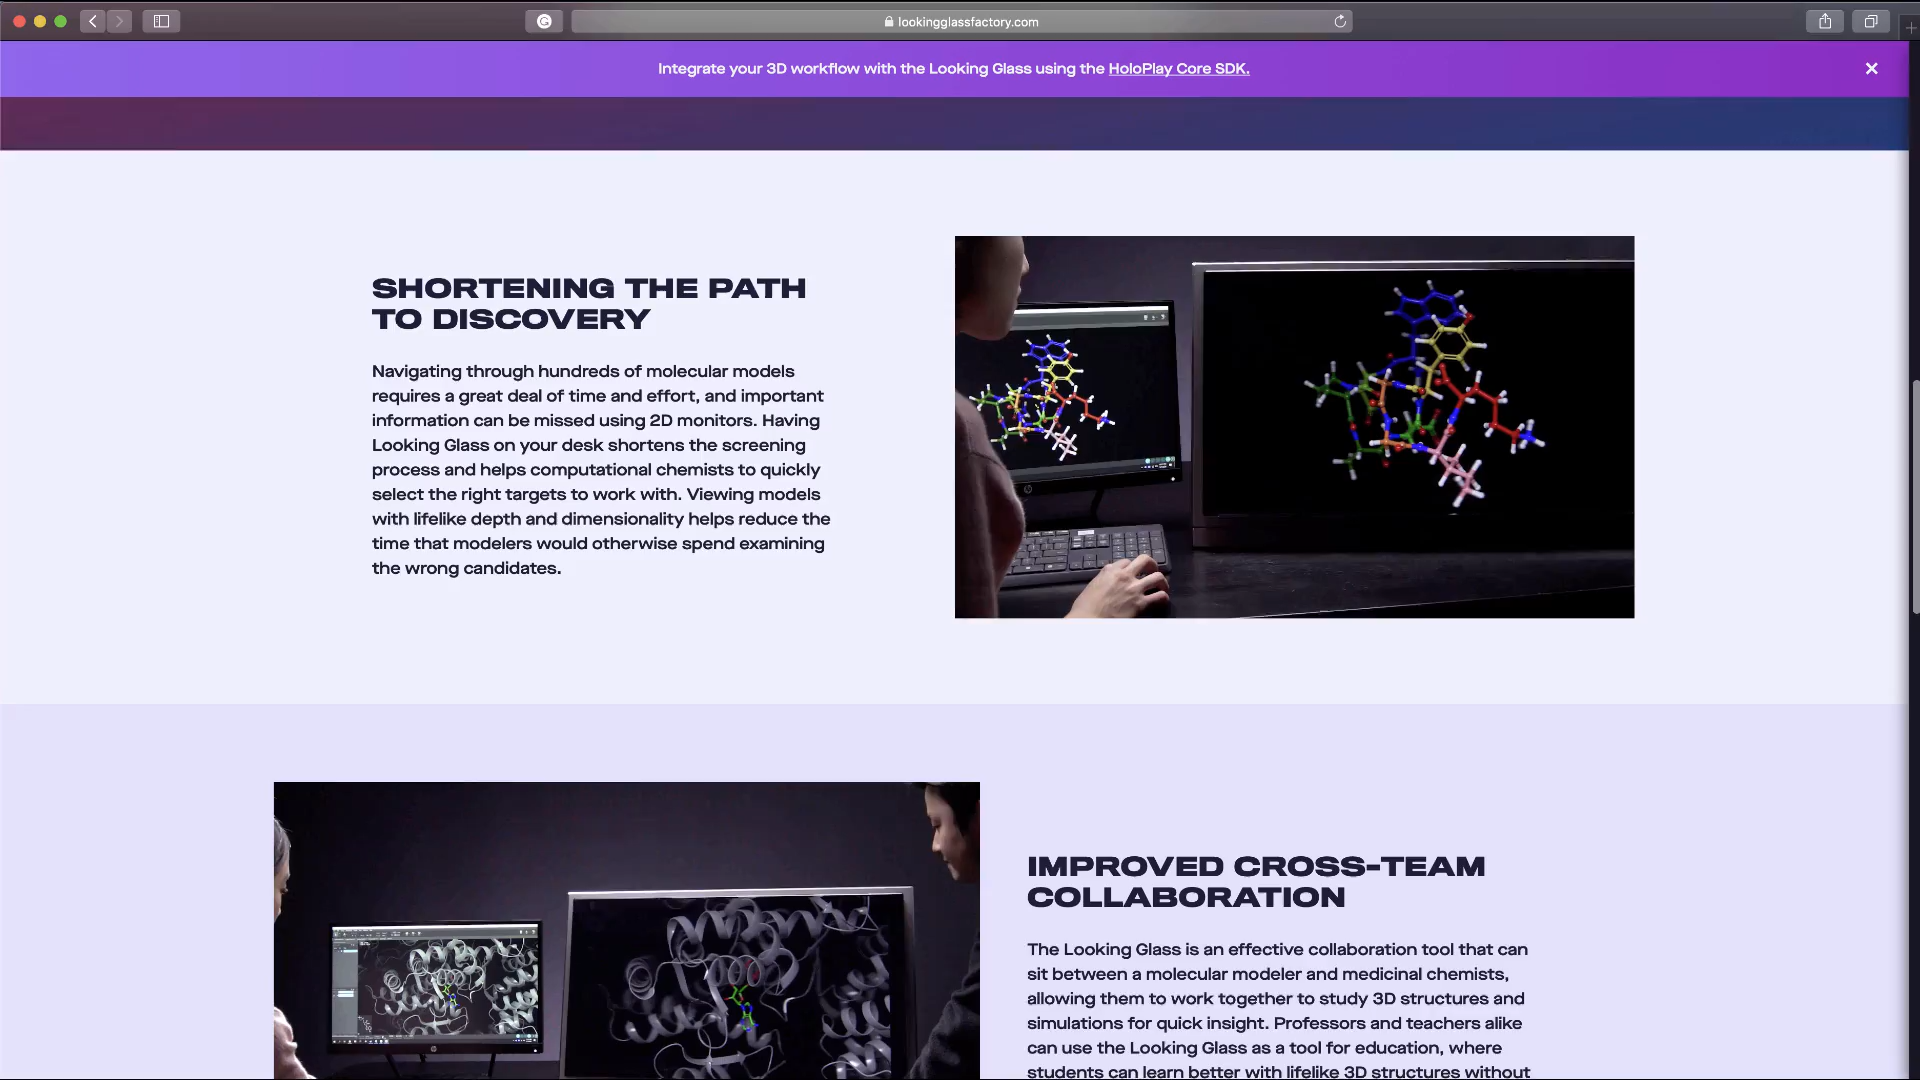 lookingglassfactory.com
Integrate your 3D workflow with the Looking Glass using the HoloPlay Core SDK.
SHORTENING THE PATH
TO DISCOVERY
Navigating through hundreds of molecular models
requires a great deal of time and effort, and important
information can be missed using 2D monitors. Having
Looking Glass on your desk shortens the screening
process and helps computational chemists to quickly
select the right targets to work with. Viewing models
with lifelike depth and dimensionality helps reduce the
time that modelers would otherwise spend examining
the wrong candidates.
IMPROVED CROSS-TEAM
COLLABORATION
The Looking Glass is an effective collaboration tool that can
sit between a molecular modeler and medicinal chemists,
allowing them to work together to study 3D structures and
simulations for quick insight. Professors and teachers alike
can use the Looking Glass as a tool for education, where
students can learn better with lifelike 3D structures without